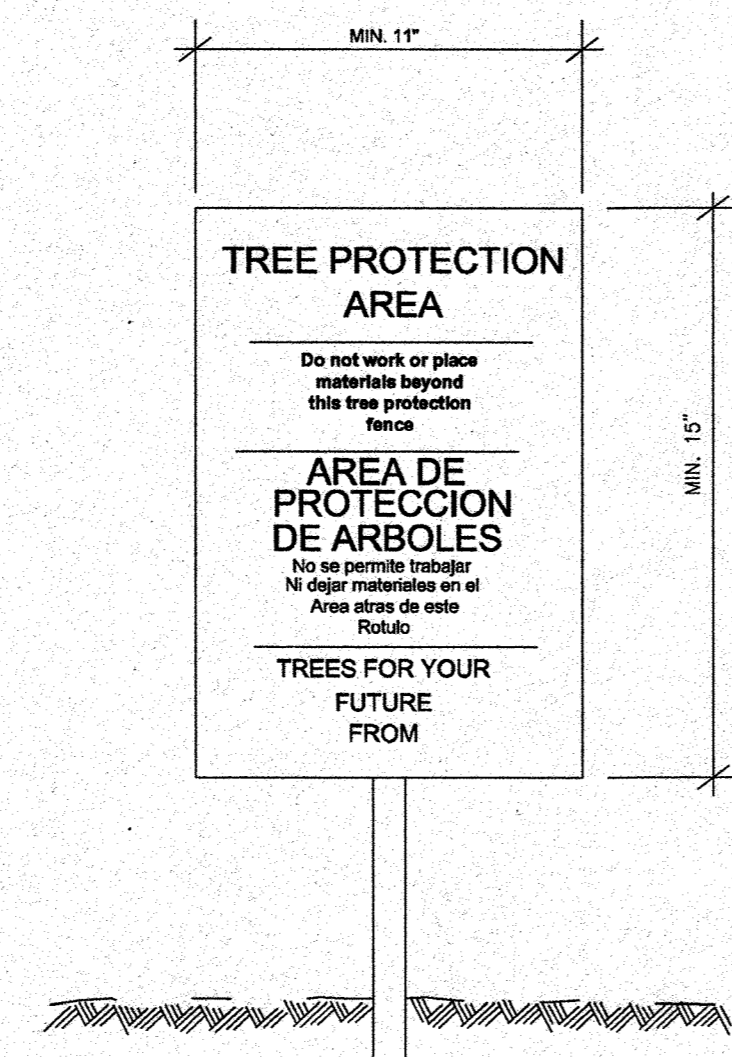 MIN. 11"
TREE PROTECTION
AREA
Do not work or place
materials beyond
this tree protection
fence
MIN. 15"
AREA DE
PROTECCION
DE ARBOLES
No se permite trabajar
Ni dejar materiales en el
Area atras de este
Rotulo
TREES FOR YOUR
FUTURE
FROM